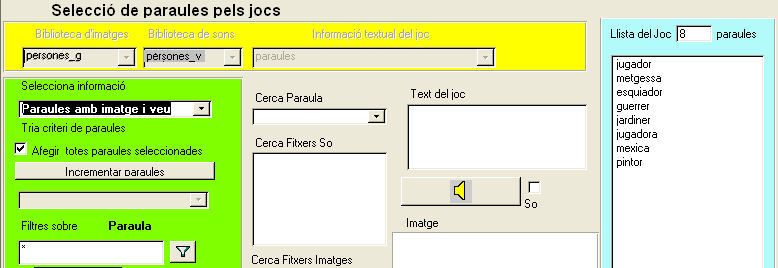 Selecció de paraules pels jocs
Biblioteca d'imatges
Biblioteca de sons
Informació textual del joc
persones_g
persones_v
paraules
Llista del Joc 8 paraules
jugador
metgessa
esquiador
guerrer
jardiner
jugadora
mexica
pintor
Selecciona informació
Paraules amb imatge i veu
Tria criteri de paraules
Afegir totes paraules seleccionades
Incrementar paraules
Filtres sobre Paraula
*
Cerca Paraula
Cerca Fitxers So
Cerca Fitxers Imatges
Text del joc
So
Imatge